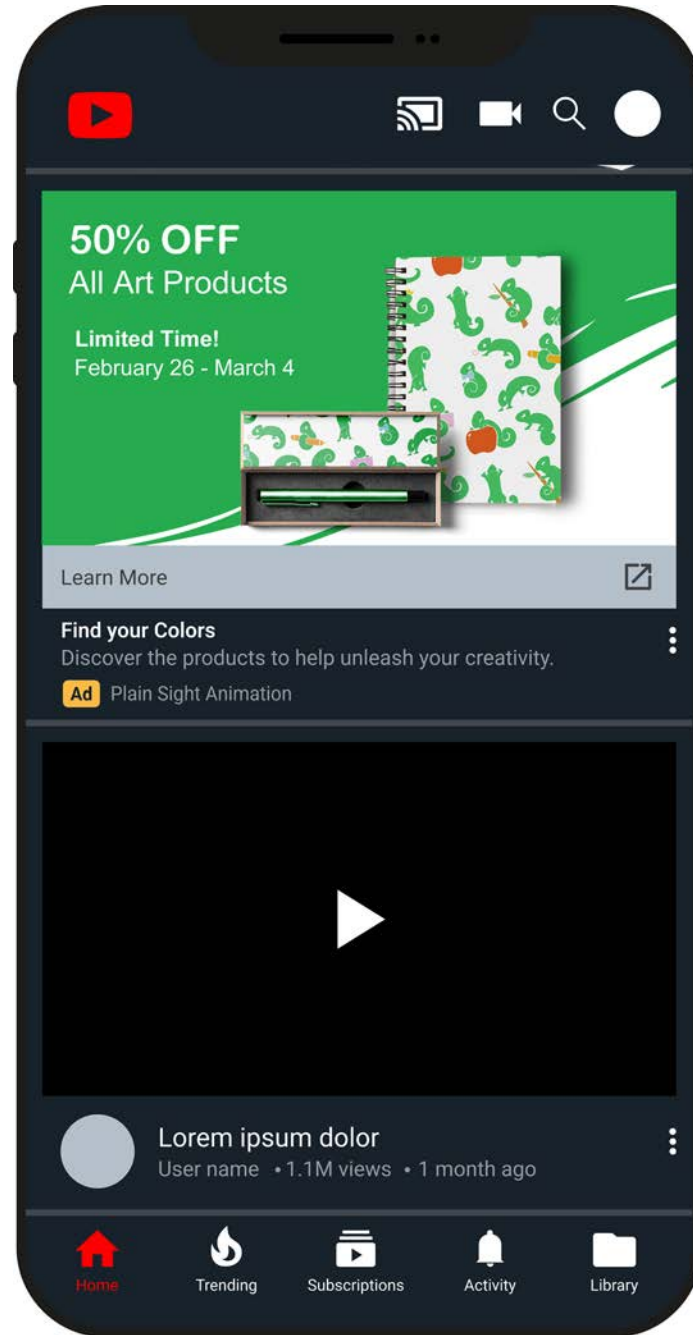 50% OFF
All Art Products
Limited Time!
February 26 - March 4
Learn More
Find your Colors
Discover the products to help unleash your creativity.
Ad Plain Sight Animation
Lorem ipsum dolor
User name •1.1M views • 1 month ago
Home Trending Subscriptions Activity Library